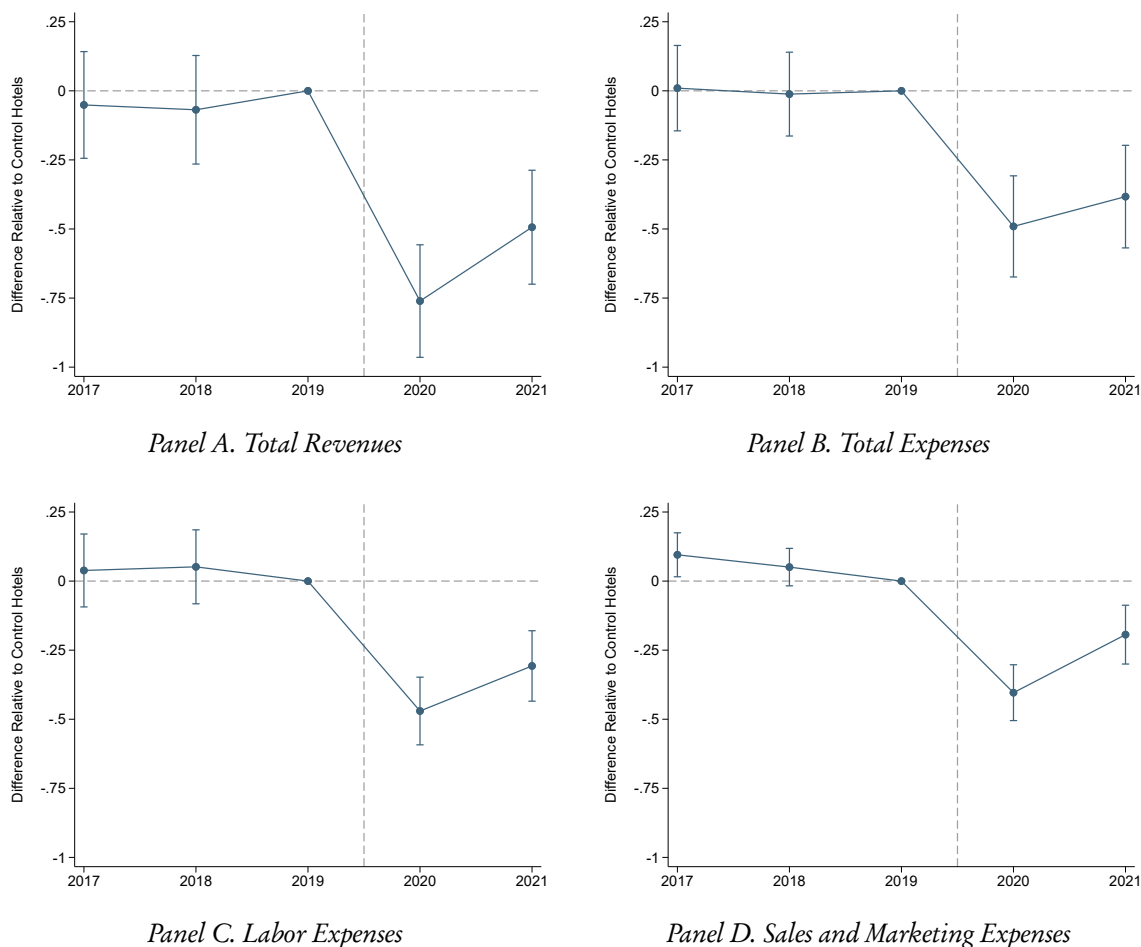 Difference Relative to Control Hotels
.25
0
-.25
-.5
-.75
-1
2017 2018 2019 2020 2021
Panel A. Total Revenues
Difference Relative to Control Hotels
.25
0
-.25
-.5
-.75
-1
2017 2018 2019 2020 2021
Panel B. Total Expenses
Difference Relative to Control Hotels
.25
0
-.25
-.5
-.75
-1
2017 2018 2019 2020 2021
Panel C. Labor Expenses
Difference Relative to Control Hotels
.25
0
-.25
-.5
-.75
-1
2017 2018 2019 2020 2021
Panel D. Sales and Marketing Expenses